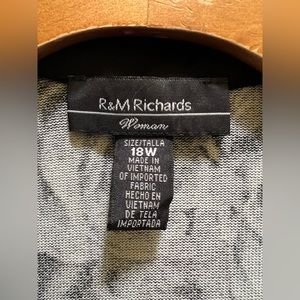 R&M Richards
Woman
SIZE/TALLA
18W
MADE IN
VIETNAM
OF IMPORTED
FABRIC
HECHO EN
VIETNAM
DE TELA
IMPORTADA